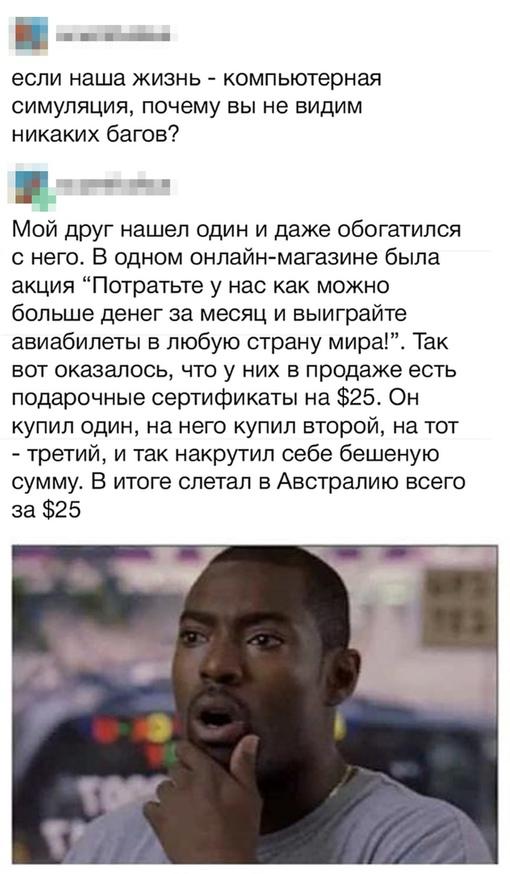 если наша жизнь - компьютерная
симуляция, почему вы не видим
никаких багов?
Мой друг нашел один и даже обогатился
с него. В одном онлайн-магазине была
акция “Потратьте у нас как можно
больше денег за месяц и выиграйте
авиабилеты в любую страну мира!”. Так
вот оказалось, что у них в продаже есть
подарочные сертификаты на $25. Он
купил один, на него купил второй, на тот
- третий, и так накрутил себе бешеную
сумму. В итоге слетал в Австралию всего
за $25